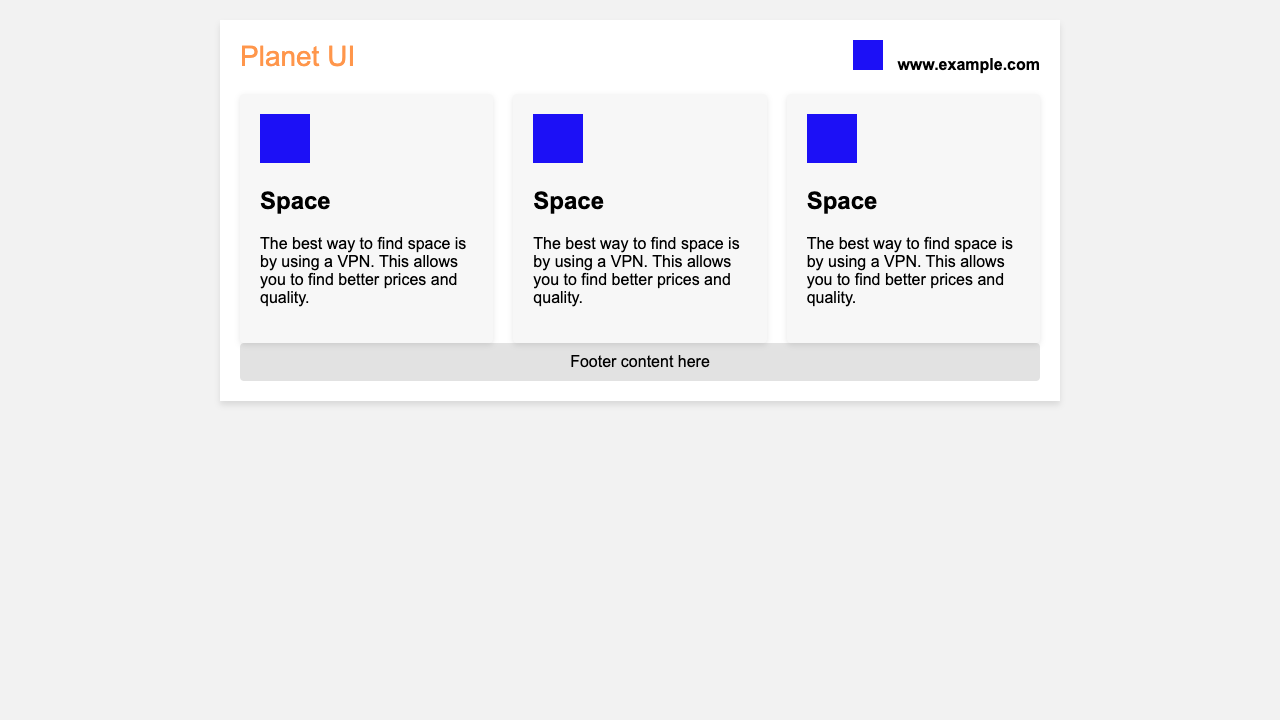 Planet UI
www.example.com
Space
The best way to find space is
by using a VPN. This allows
you to find better prices and
quality.
Space
The best way to find space is
by using a VPN. This allows
you to find better prices and
quality.
Space
The best way to find space is
by using a VPN. This allows
you to find better prices and
quality.
Footer content here